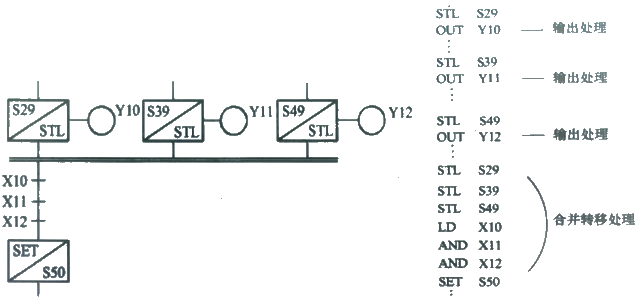 S29
STL
Y10
S39
STL
Y11
S49
STL
Y12
X10
X11
X12
SET
S50
STL S29
OUT Y10 输出处理
STL S39
OUT Y11 输出处理
STL S49
OUT Y12 输出处理
STL S29
STL S39
STL S49
LD X10
AND X11
AND X12
SET S50
合并转移处理